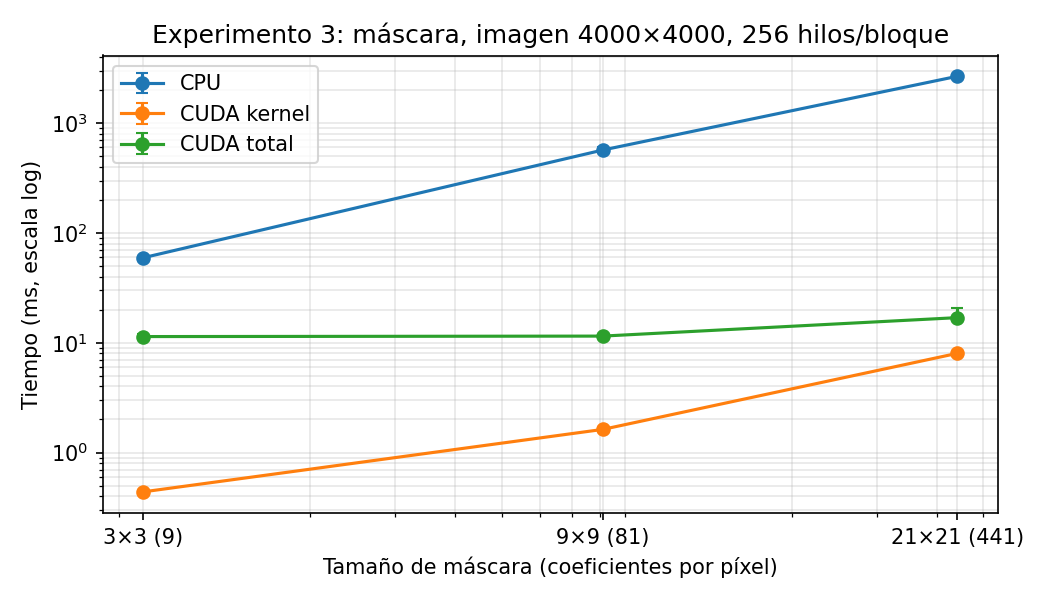 Experimento 3: máscara, imagen 4000×4000, 256 hilos/bloque
CPU
CUDA kernel
CUDA total
Tiempo (ms, escala log)
10³
10²
10¹
10⁰
3×3 (9)
9×9 (81)
21×21 (441)
Tamaño de máscara (coeficientes por píxel)